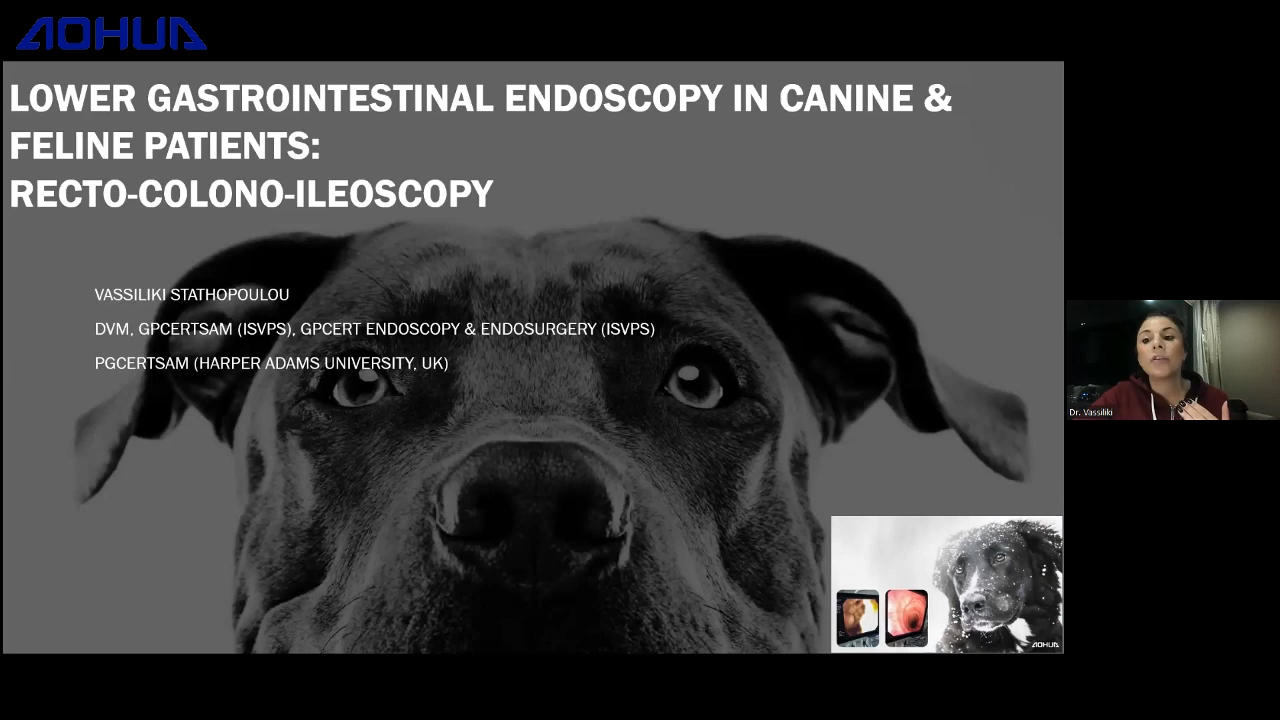 AOHUA
LOWER GASTROINTESTINAL ENDOSCOPY IN CANINE &
FELINE PATIENTS:
RECTO-COLONO-ILEOSCOPY
VASSILIKI STATHOPOULOU
DVM, GPCERTSAM (ISVPS), GPCERT ENDOSCOPY & ENDOSURGERY (ISVPS)
PGCERTSAM (HARPER ADAMS UNIVERSITY, UK)
Dr. Vassiliki
AOHUA